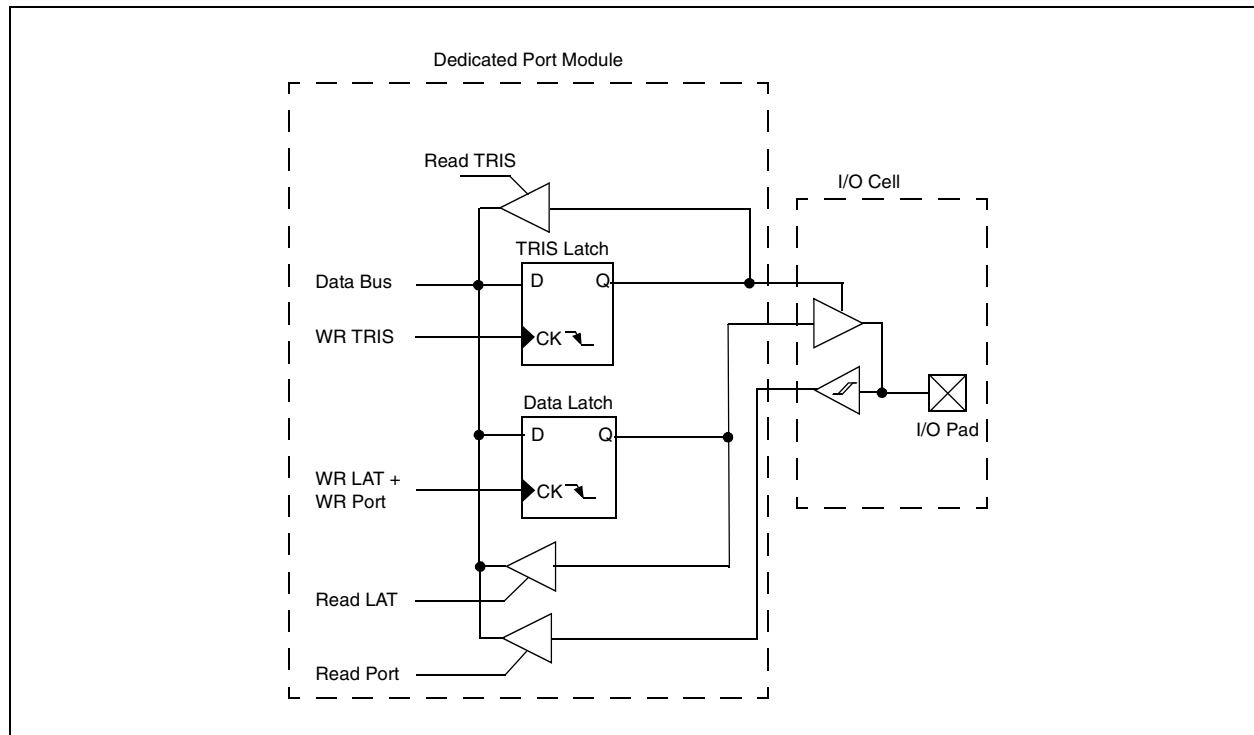 Dedicated Port Module
Read TRIS
I/O Cell
TRIS Latch
Data Bus
D
Q
WR TRIS
CK
Data Latch
D
Q
I/O Pad
WR LAT +
WR Port
CK
Read LAT
Read Port